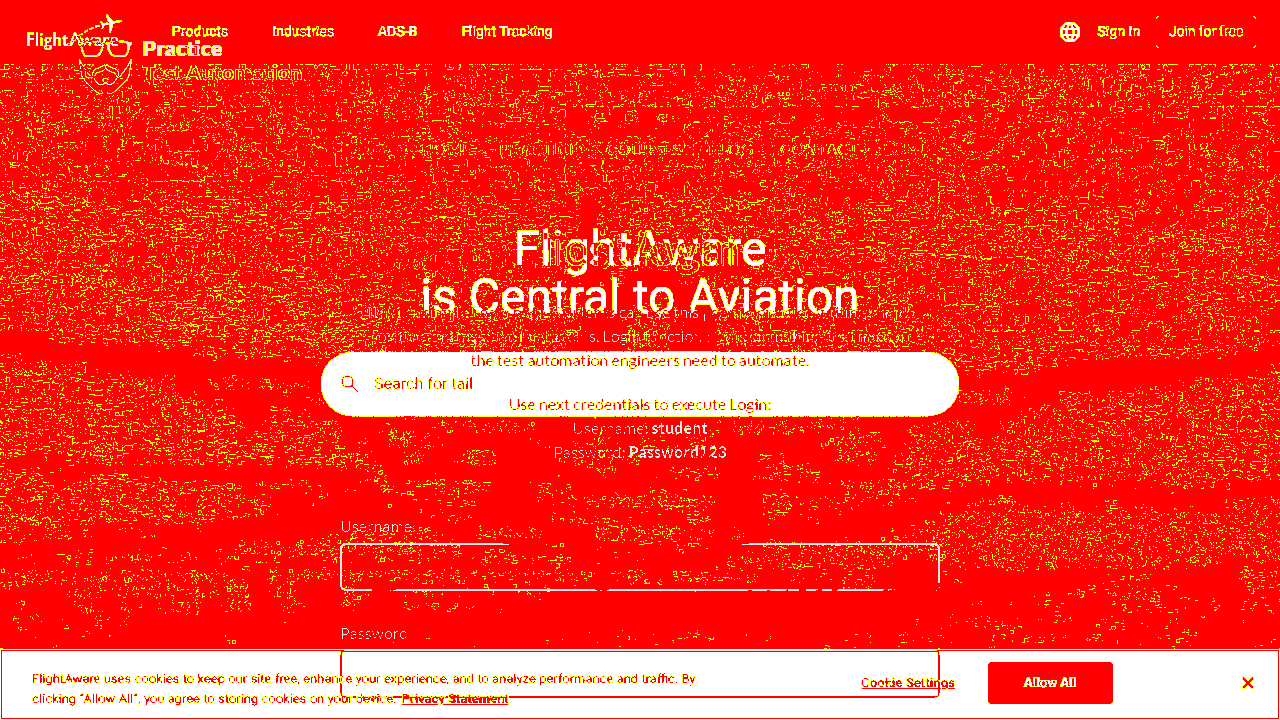 FlightAware
Products
Industries
ADS-B
Flight Tracking
Sign In
Join for free
Practice
Test Automation
FlightAware
is Central to Aviation
the test automation engineers need to automate.
Search for tail
Use next credentials to execute Login:
Username: student
Password: Password123
Username
Password
FlightAware uses cookies to keep our site free, enhance your experience, and to analyze performance and traffic. By
clicking "Allow All", you agree to storing cookies on your device. Privacy Statement
Cookie Settings
Allow All